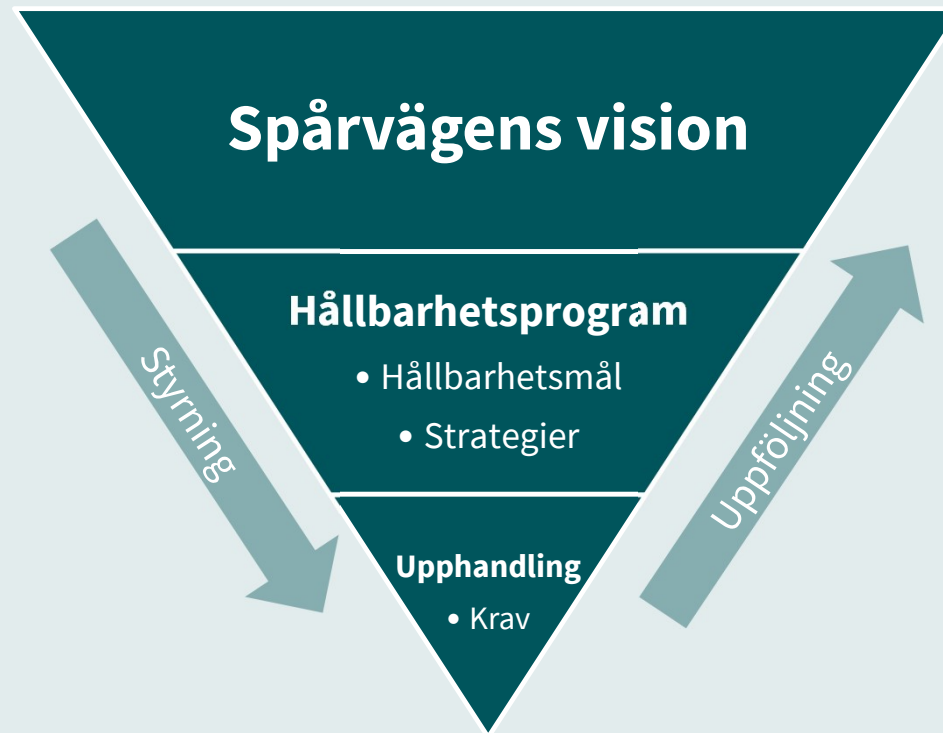 Spårvägens vision
Hållbarhetsprogram
• Hållbarhetsmål
• Strategier
Styrning
Uppföljning
Upphandling
• Krav